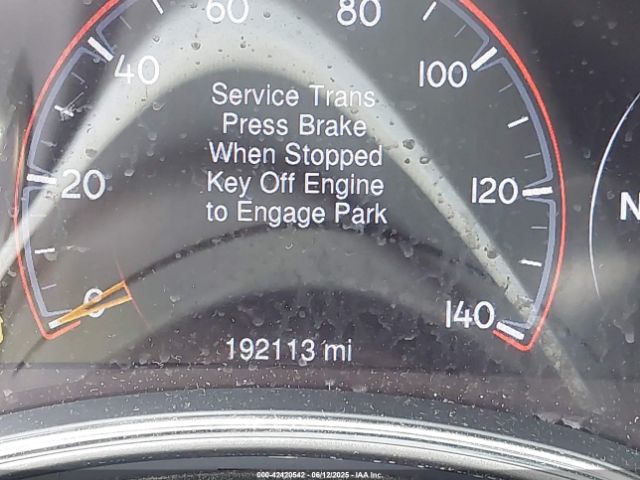 60 80
40 100
Service Trans
Press Brake
When Stopped
Key Off Engine
to Engage Park
20 120
0 140
192113 mi
N
000-42420542 - 06/12/2025 - IAA Inc.